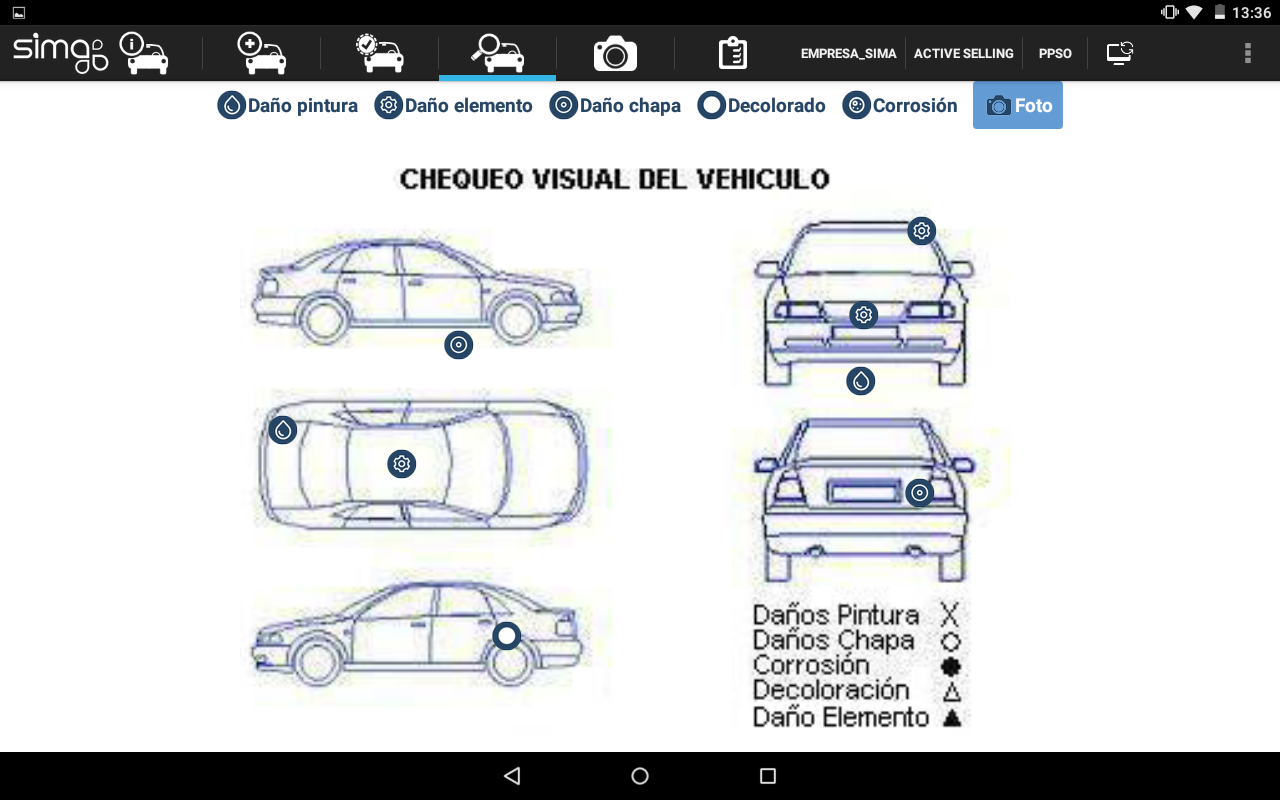 13:36
sima
EMPRESA_SIMA
ACTIVE SELLING
PPSO
Daño pintura
Daño elemento
Daño chapa
Decolorado
Corrosión
Foto
CHEQUEO VISUAL DEL VEHICULO
Daños Pintura X
Daños Chapa
Corrosión
Decoloración
Daño Elemento